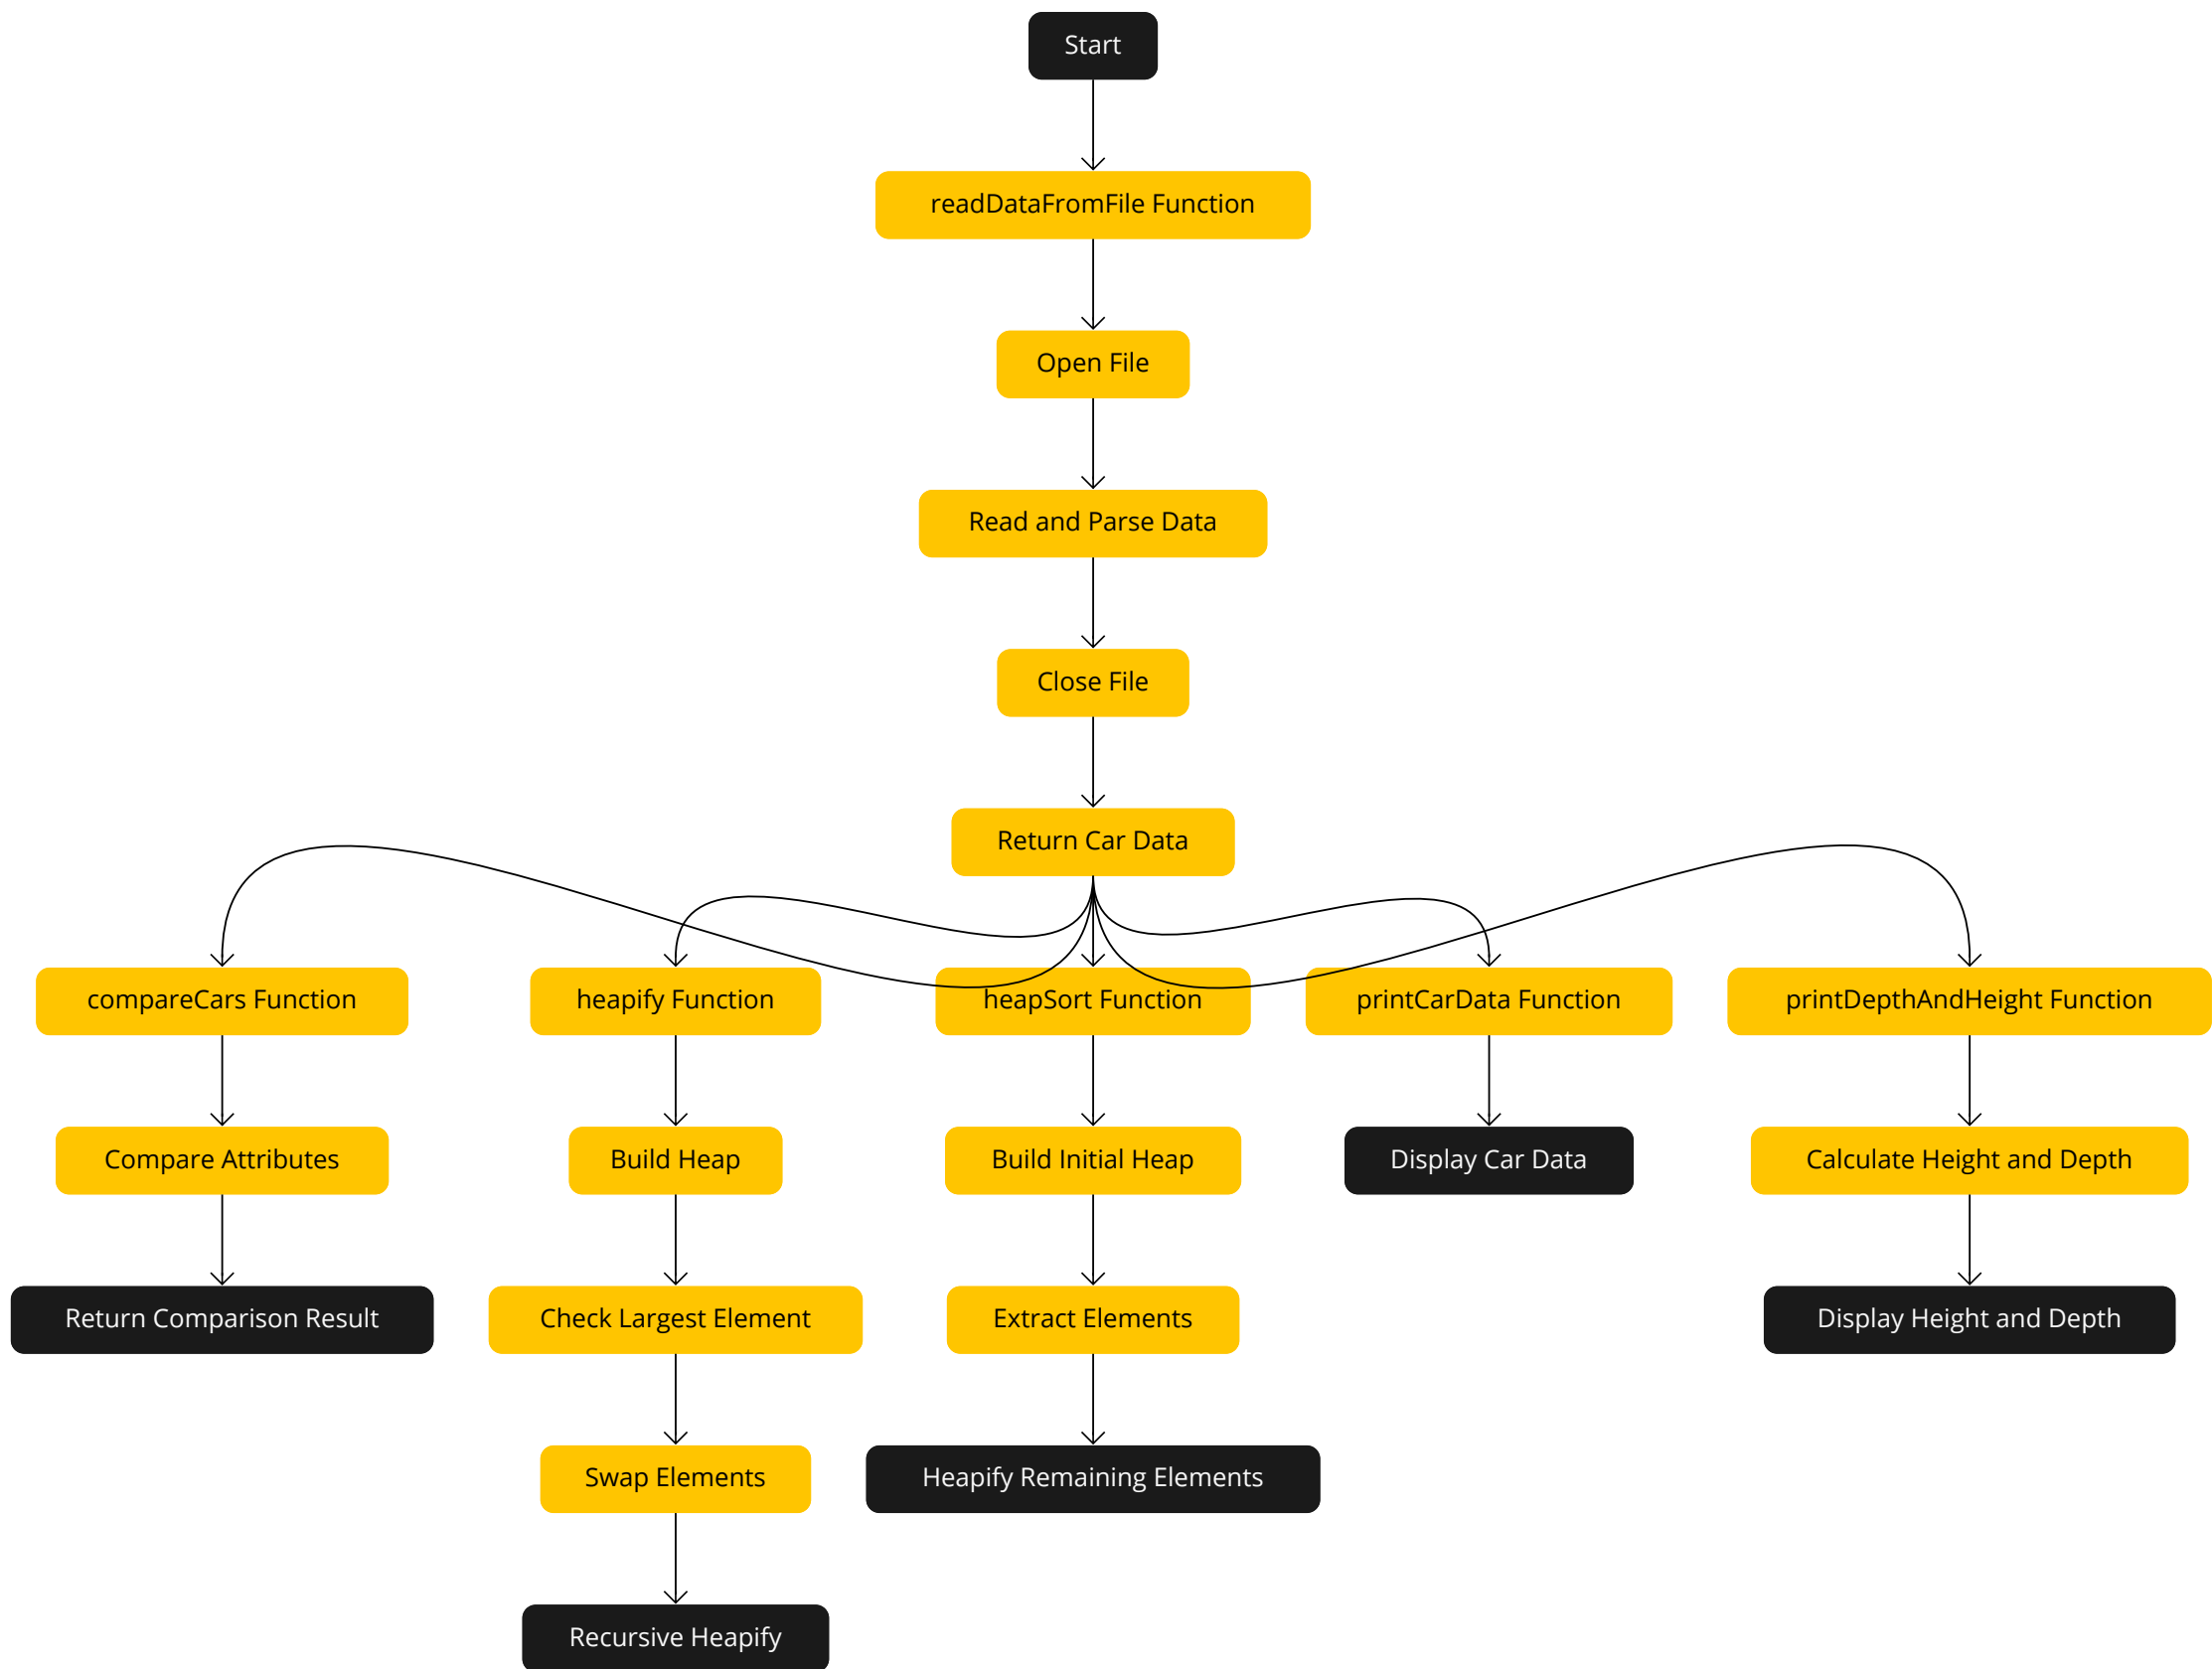 Start
readDataFromFile Function
Open File
Read and Parse Data
Close File
Return Car Data
compareCars Function
heapify Function
heapSort Function
printCarData Function
printDepthAndHeight Function
Compare Attributes
Build Heap
Build Initial Heap
Display Car Data
Calculate Height and Depth
Return Comparison Result
Check Largest Element
Extract Elements
Display Height and Depth
Swap Elements
Heapify Remaining Elements
Recursive Heapify